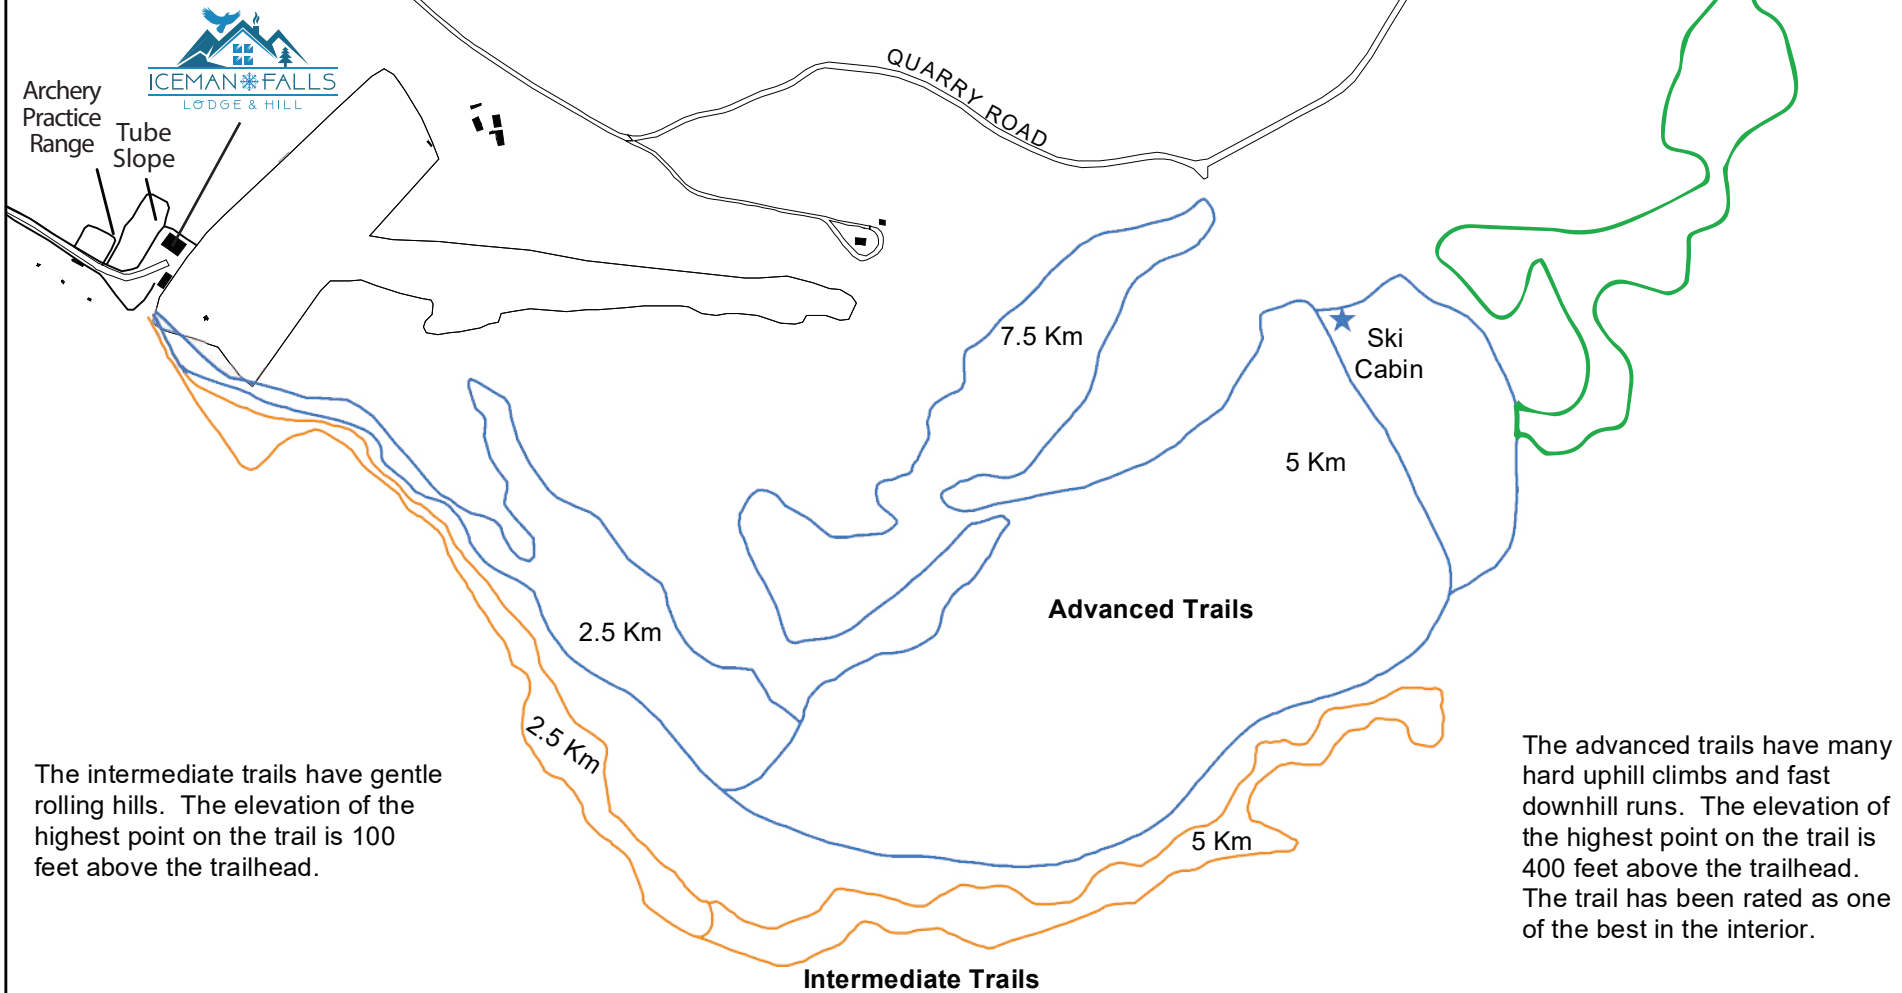 ICEMAN FALLS
LODGE & HILL
Archery
Practice
Range
Tube
Slope
QUARRY ROAD
7.5 Km
Ski
Cabin
5 Km
Advanced Trails
2.5 Km
2.5 Km
5 Km
Intermediate Trails
The intermediate trails have gentle
rolling hills.  The elevation of the
highest point on the trail is 100
feet above the trailhead.
The advanced trails have many
hard uphill climbs and fast
downhill runs.  The elevation of
the highest point on the trail is
400 feet above the trailhead.
The trail has been rated as one
of the best in the interior.